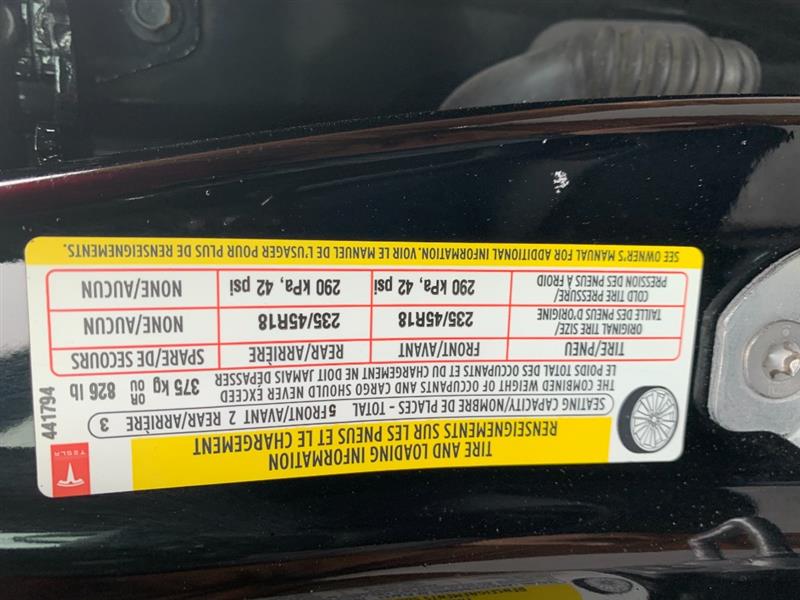 TIRE AND LOADING INFORMATION
RENSEIGNEMENTS SUR LES PNEUS ET LE CHARGEMENT
TESLA
441794
SEATING CAPACITY/NOMBRE DE PLACES - TOTAL 5 FRONT/AVANT 2 REAR/ARRIÈRE 3
THE COMBINED WEIGHT OF OCCUPANTS AND CARGO SHOULD NEVER EXCEED
LE POIDS TOTAL DES OCCUPANTS ET DU CHARGEMENT NE DOIT JAMAIS DÉPASSER
375 kg OR OU 826 lb
TIRE/PNEU FRONT/AVANT REAR/ARRIÈRE SPARE/DE SECOURS
ORIGINAL TIRE SIZE/
TAILLE DES PNEUS D'ORIGINE 235/45R18 235/45R18 NONE/AUCUN
COLD TIRE PRESSURE/
PRESSION DES PNEUS À FROID 290 kPa, 42 psi 290 kPa, 42 psi NONE/AUCUN
SEE OWNER'S MANUAL FOR ADDITIONAL INFORMATION. VOIR LE MANUEL DE L'USAGER POUR PLUS DE RENSEIGNEMENTS.